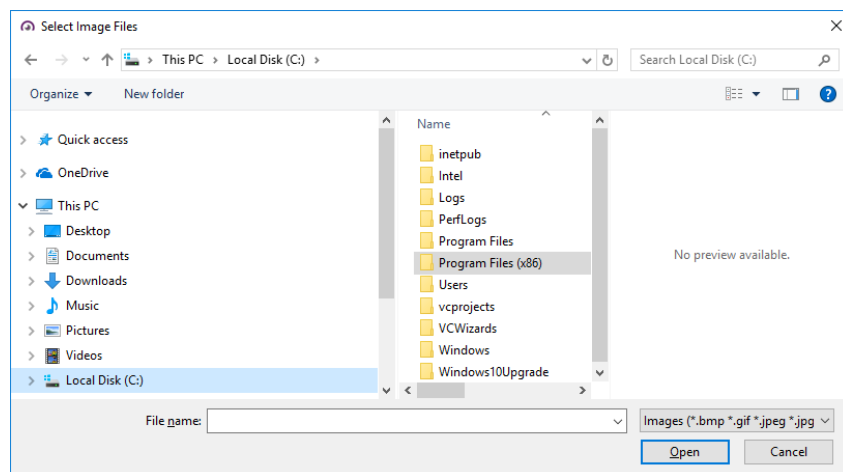 Select Image Files
This PC > Local Disk (C:) >
Search Local Disk (C:)
Organize
New folder
Quick access
OneDrive
This PC
Desktop
Documents
Downloads
Music
Pictures
Videos
Local Disk (C:)
Name
inetpub
Intel
Logs
PerfLogs
Program Files
Program Files (x86)
Users
vcprojects
VCWizards
Windows
Windows10Upgrade
No preview available.
File name:
Images (*.bmp *.gif *.jpeg *.jpg
Open
Cancel